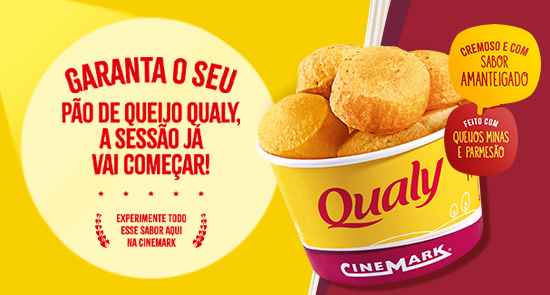 GARANTA O SEU
PÃO DE QUEIJO QUALY,
A SESSÃO JÁ
VAI COMEÇAR!
EXPERIMENTE TODO
ESSE SABOR AQUI
NA CINEMARK
CREMOSO E COM
SABOR
AMANTEIGADO
FEITO COM
QUEIJOS MINAS
E PARMESÃO
Qualy
CINEMARK